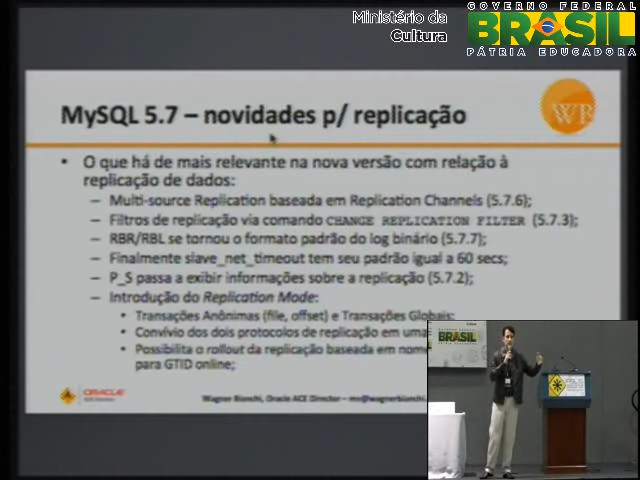 Ministério da
Cultura
GOVERNO FEDERAL
BRASIL
PÁTRIA EDUCADORA
MySQL 5.7 – novidades p/ replicação
WB
• O que há de mais relevante na nova versão com relação à
replicação de dados:
– Multi-source Replication baseada em Replication Channels (5.7.6);
– Filtros de replicação via comando CHANGE REPLICATION FILTER (5.7.3);
– RBR/RBL se tornou o formato padrão do log binário (5.7.7);
– Finalmente slave_net_timeout tem seu padrão igual a 60 secs;
– P_S passa a exibir informações sobre a replicação (5.7.2);
– Introdução do Replication Mode:
• Transações Anônimas (file, offset) e Transações Globais;
• Convívio dos dois protocolos de replicação em uma
• Possibilita o rollout da replicação baseada em
para GTID online;
ORACLE
Wagner Bianchi, Oracle ACE Director – me@wagnerbianchi.
BRASIL